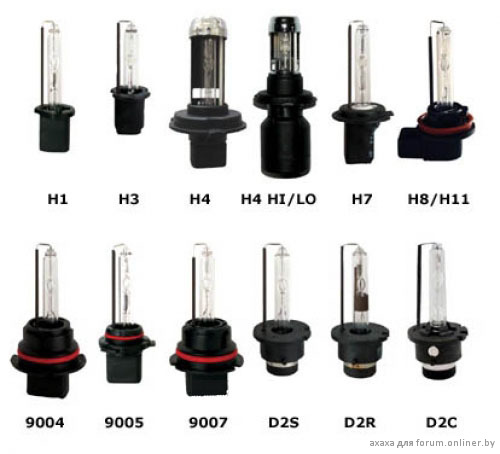 H1 H3 H4 H4 HI/LO H7 H8/H11
9004 9005 9007 D2S D2R D2C
axaxa для forum.onliner.by